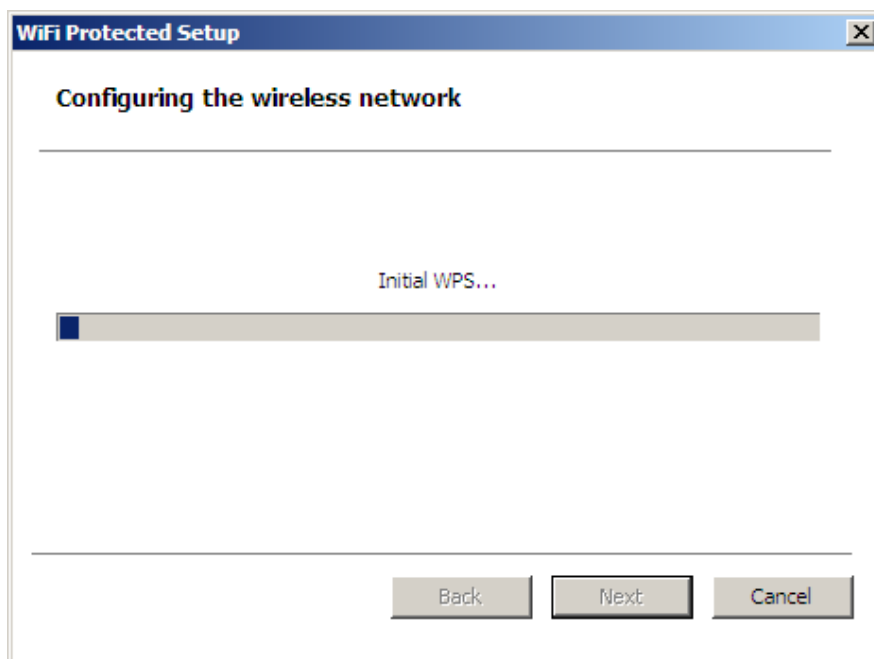 WiFi Protected Setup
Configuring the wireless network
Initial WPS...
Back Next Cancel